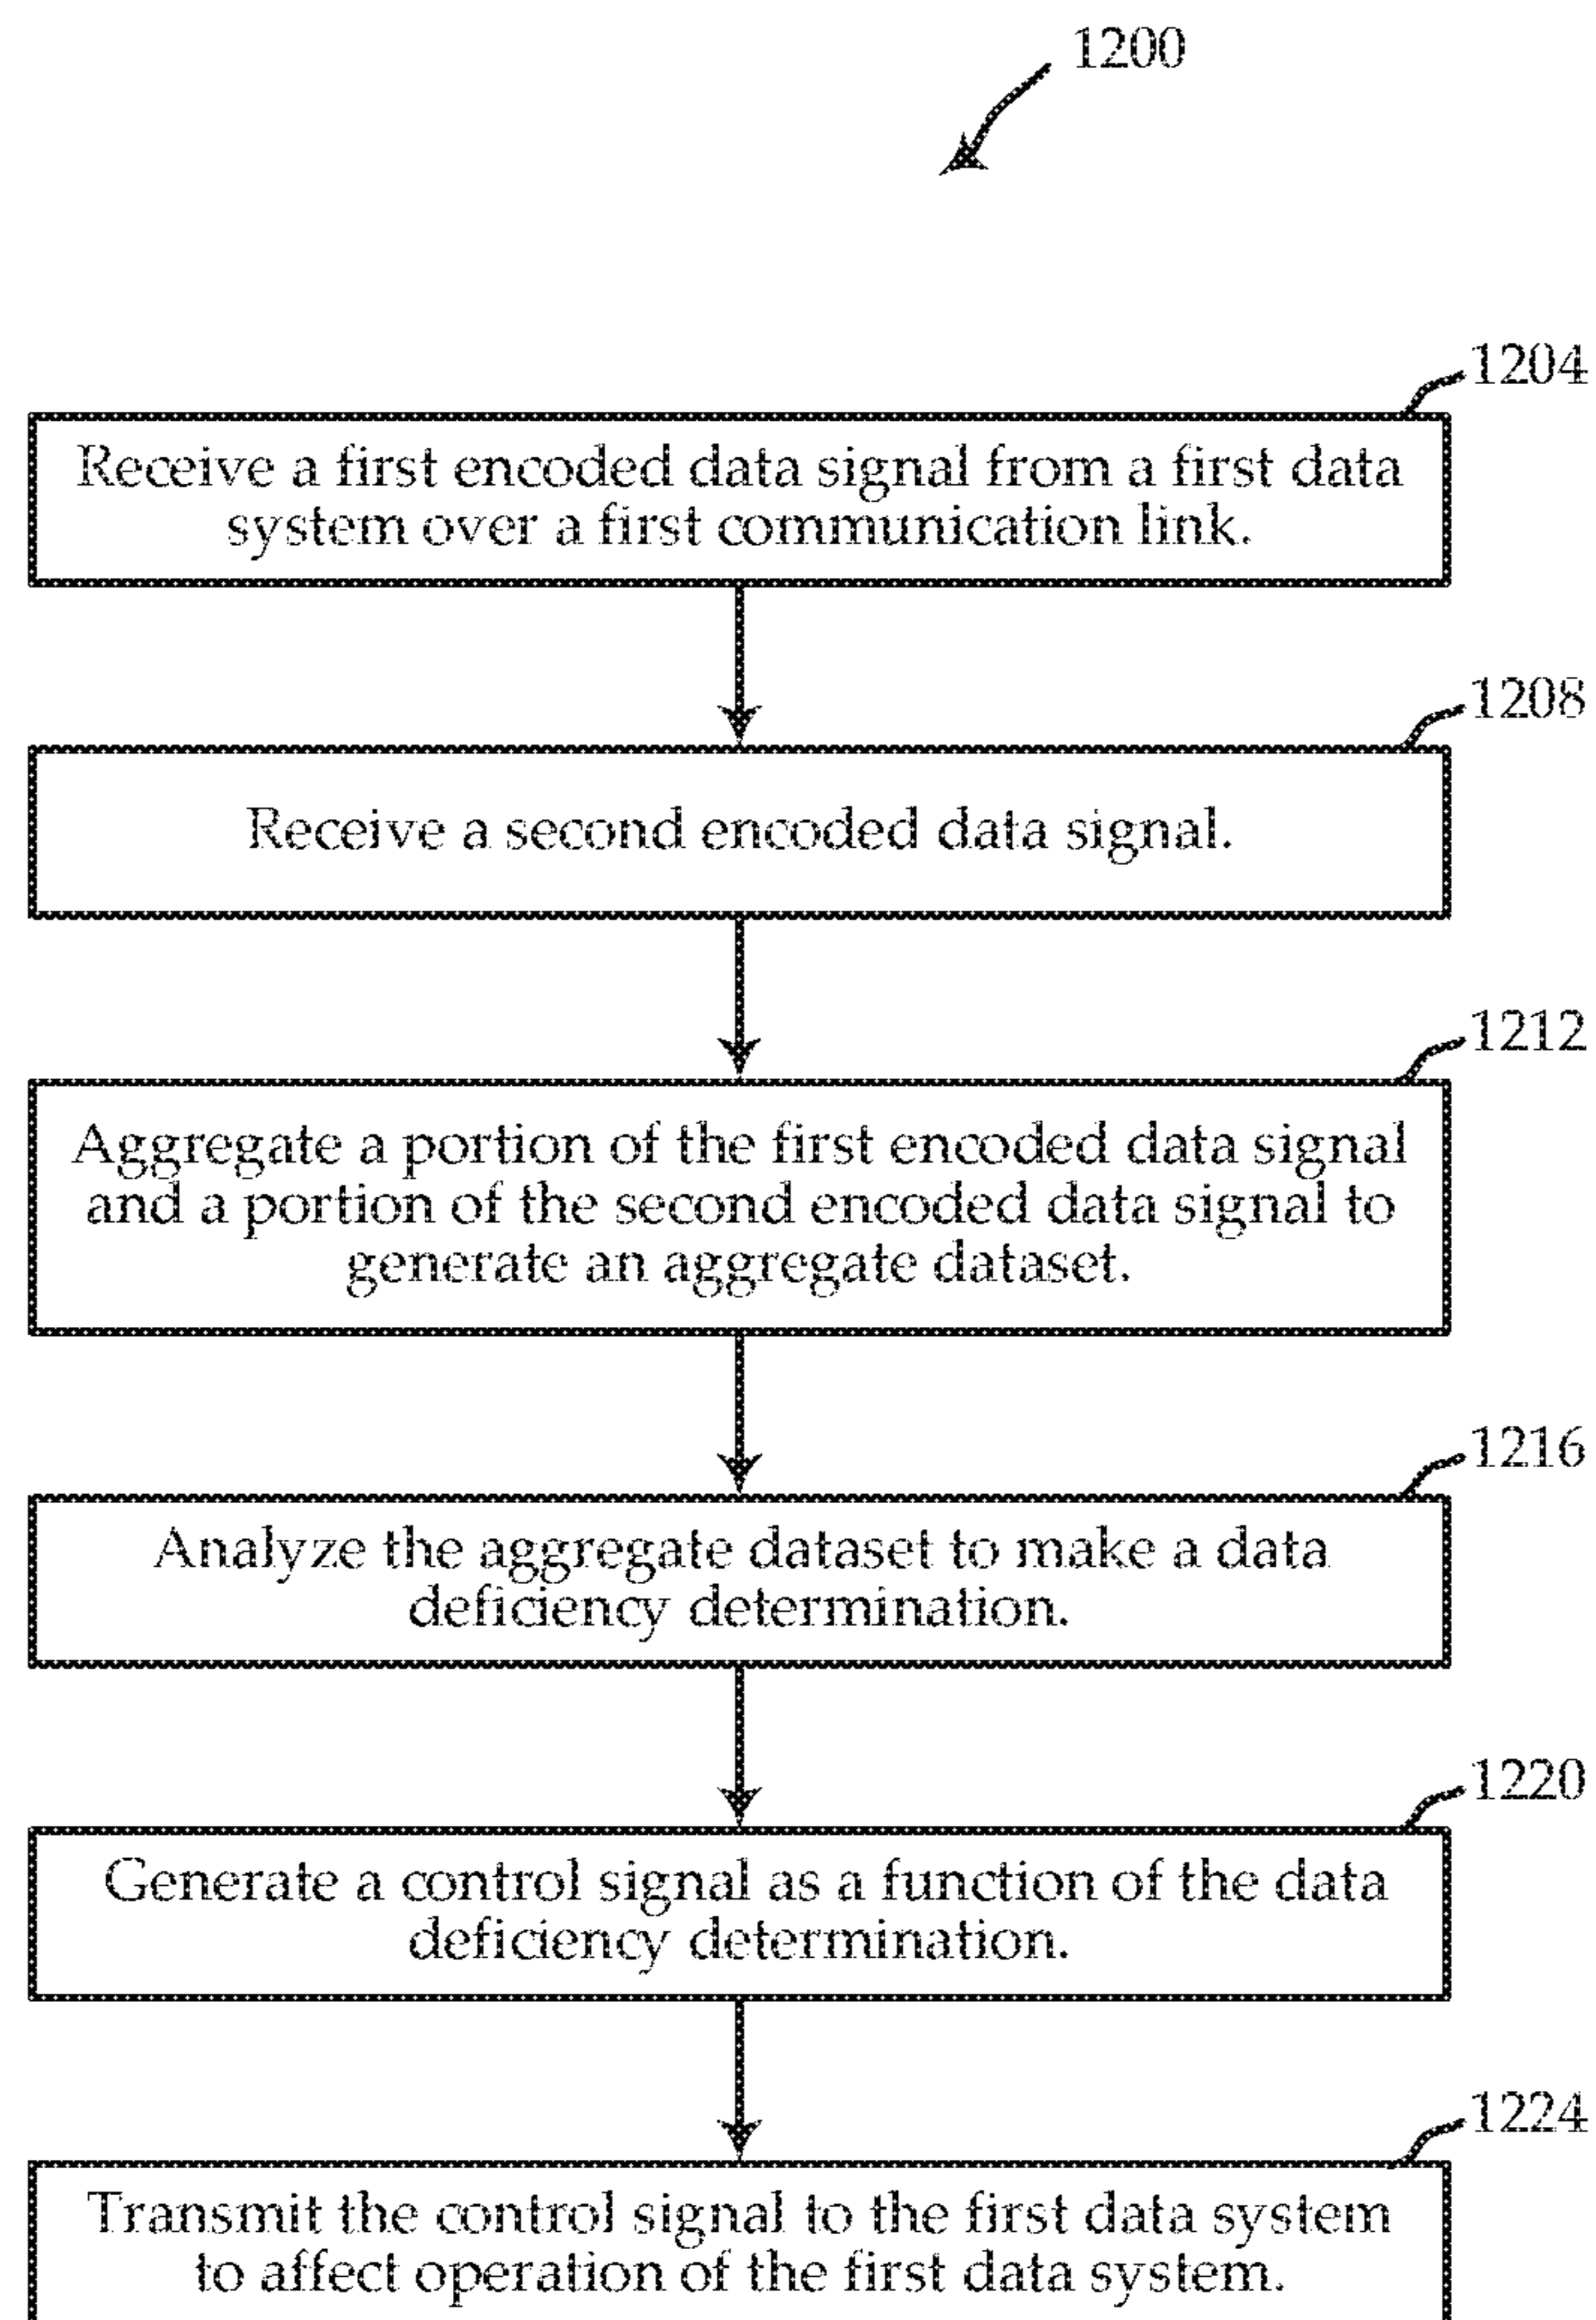 1200
1204
Receive a first encoded data signal from a first data
system over a first communication link.
1208
Receive a second encoded data signal.
1212
Aggregate a portion of the first encoded data signal
and a portion of the second encoded data signal to
generate an aggregate dataset.
1216
Analyze the aggregate dataset to make a data
deficiency determination.
1220
Generate a control signal as a function of the data
deficiency determination.
1224
Transmit the control signal to the first data system
to affect operation of the first data system.